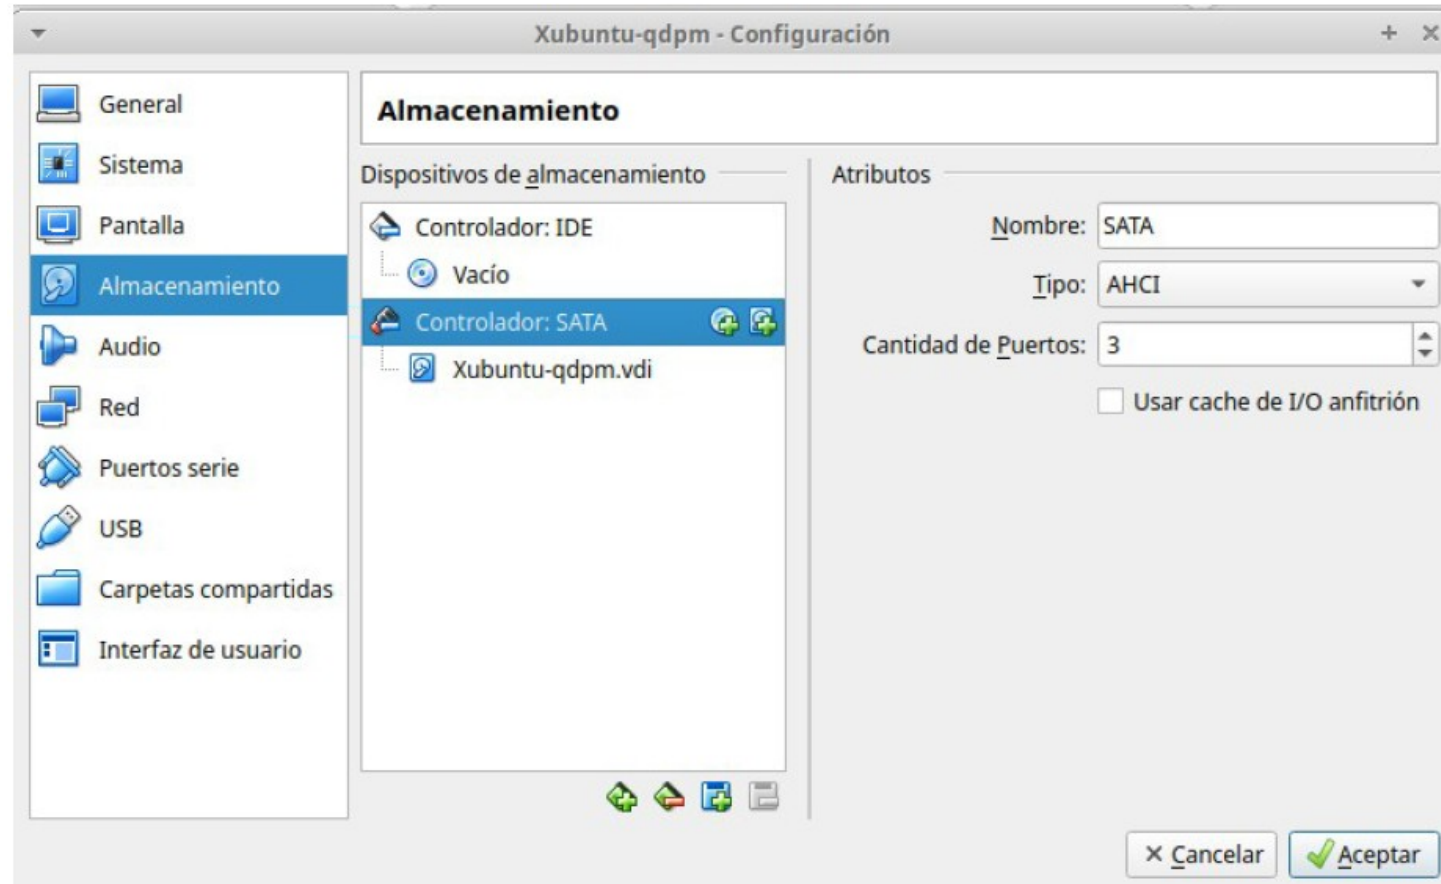 Xubuntu-qdpm - Configuración
General
Sistema
Pantalla
Almacenamiento
Audio
Red
Puertos serie
USB
Carpetas compartidas
Interfaz de usuario
Almacenamiento
Dispositivos de almacenamiento
Controlador: IDE
Vacío
Controlador: SATA
Xubuntu-qdpm.vdi
Atributos
Nombre: SATA
Tipo: AHCI
Cantidad de Puertos: 3
Usar cache de I/O anfitrión
Cancelar
Aceptar